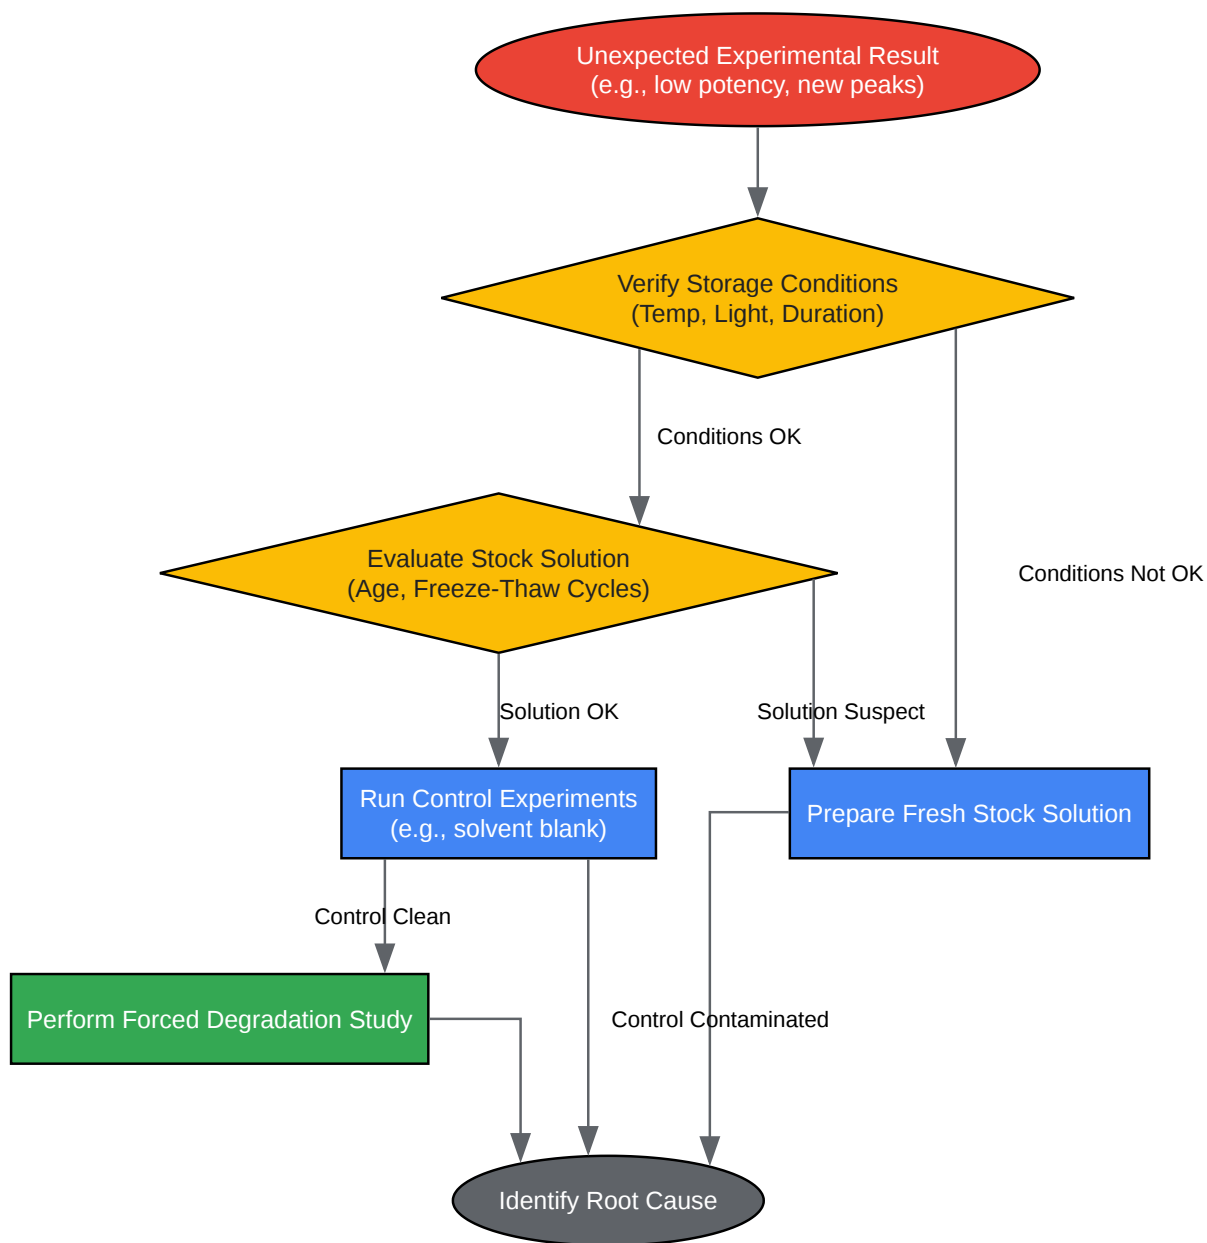 Unexpected Experimental Result
(e.g., low potency, new peaks)
Verify Storage Conditions
(Temp, Light, Duration)
Conditions OK
Evaluate Stock Solution
(Age, Freeze-Thaw Cycles)
Conditions Not OK
Solution OK
Solution Suspect
Run Control Experiments
(e.g., solvent blank)
Prepare Fresh Stock Solution
Control Clean
Perform Forced Degradation Study
Control Contaminated
Identify Root Cause